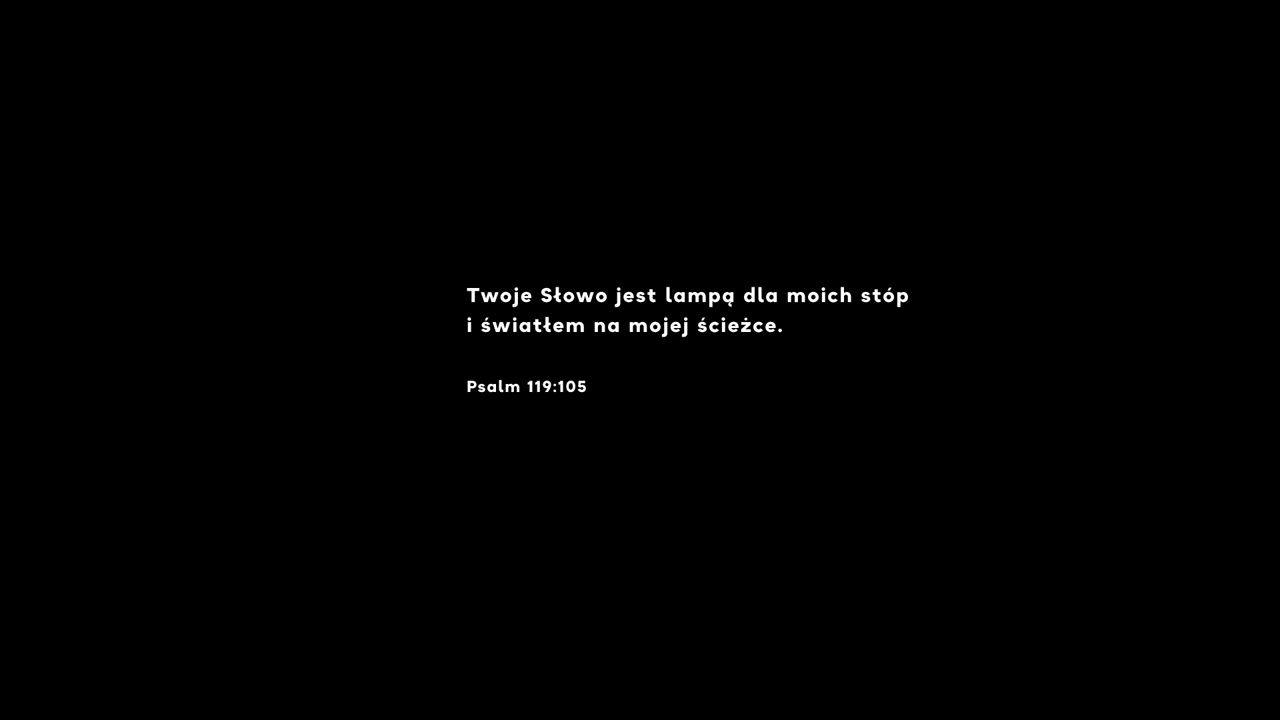 Twoje Słowo jest lampą dla moich stóp
i światłem na mojej ścieżce.
Psalm 119:105